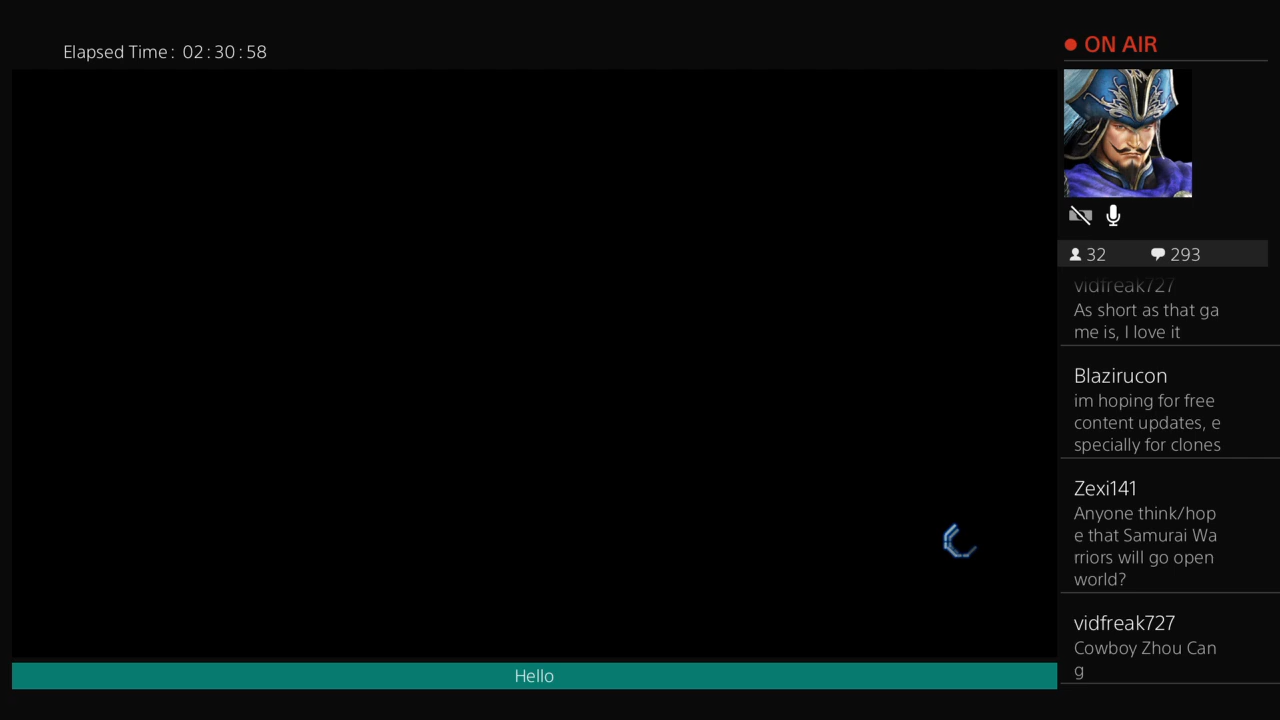 Elapsed Time: 02:30:58
ON AIR
32 293
vidfreak727
As short as that ga
me is, I love it
Blazirucon
im hoping for free
content updates, e
specially for clones
Zexi141
Anyone think/hop
e that Samurai Wa
rriors will go open
world?
vidfreak727
Cowboy Zhou Can
g
Hello